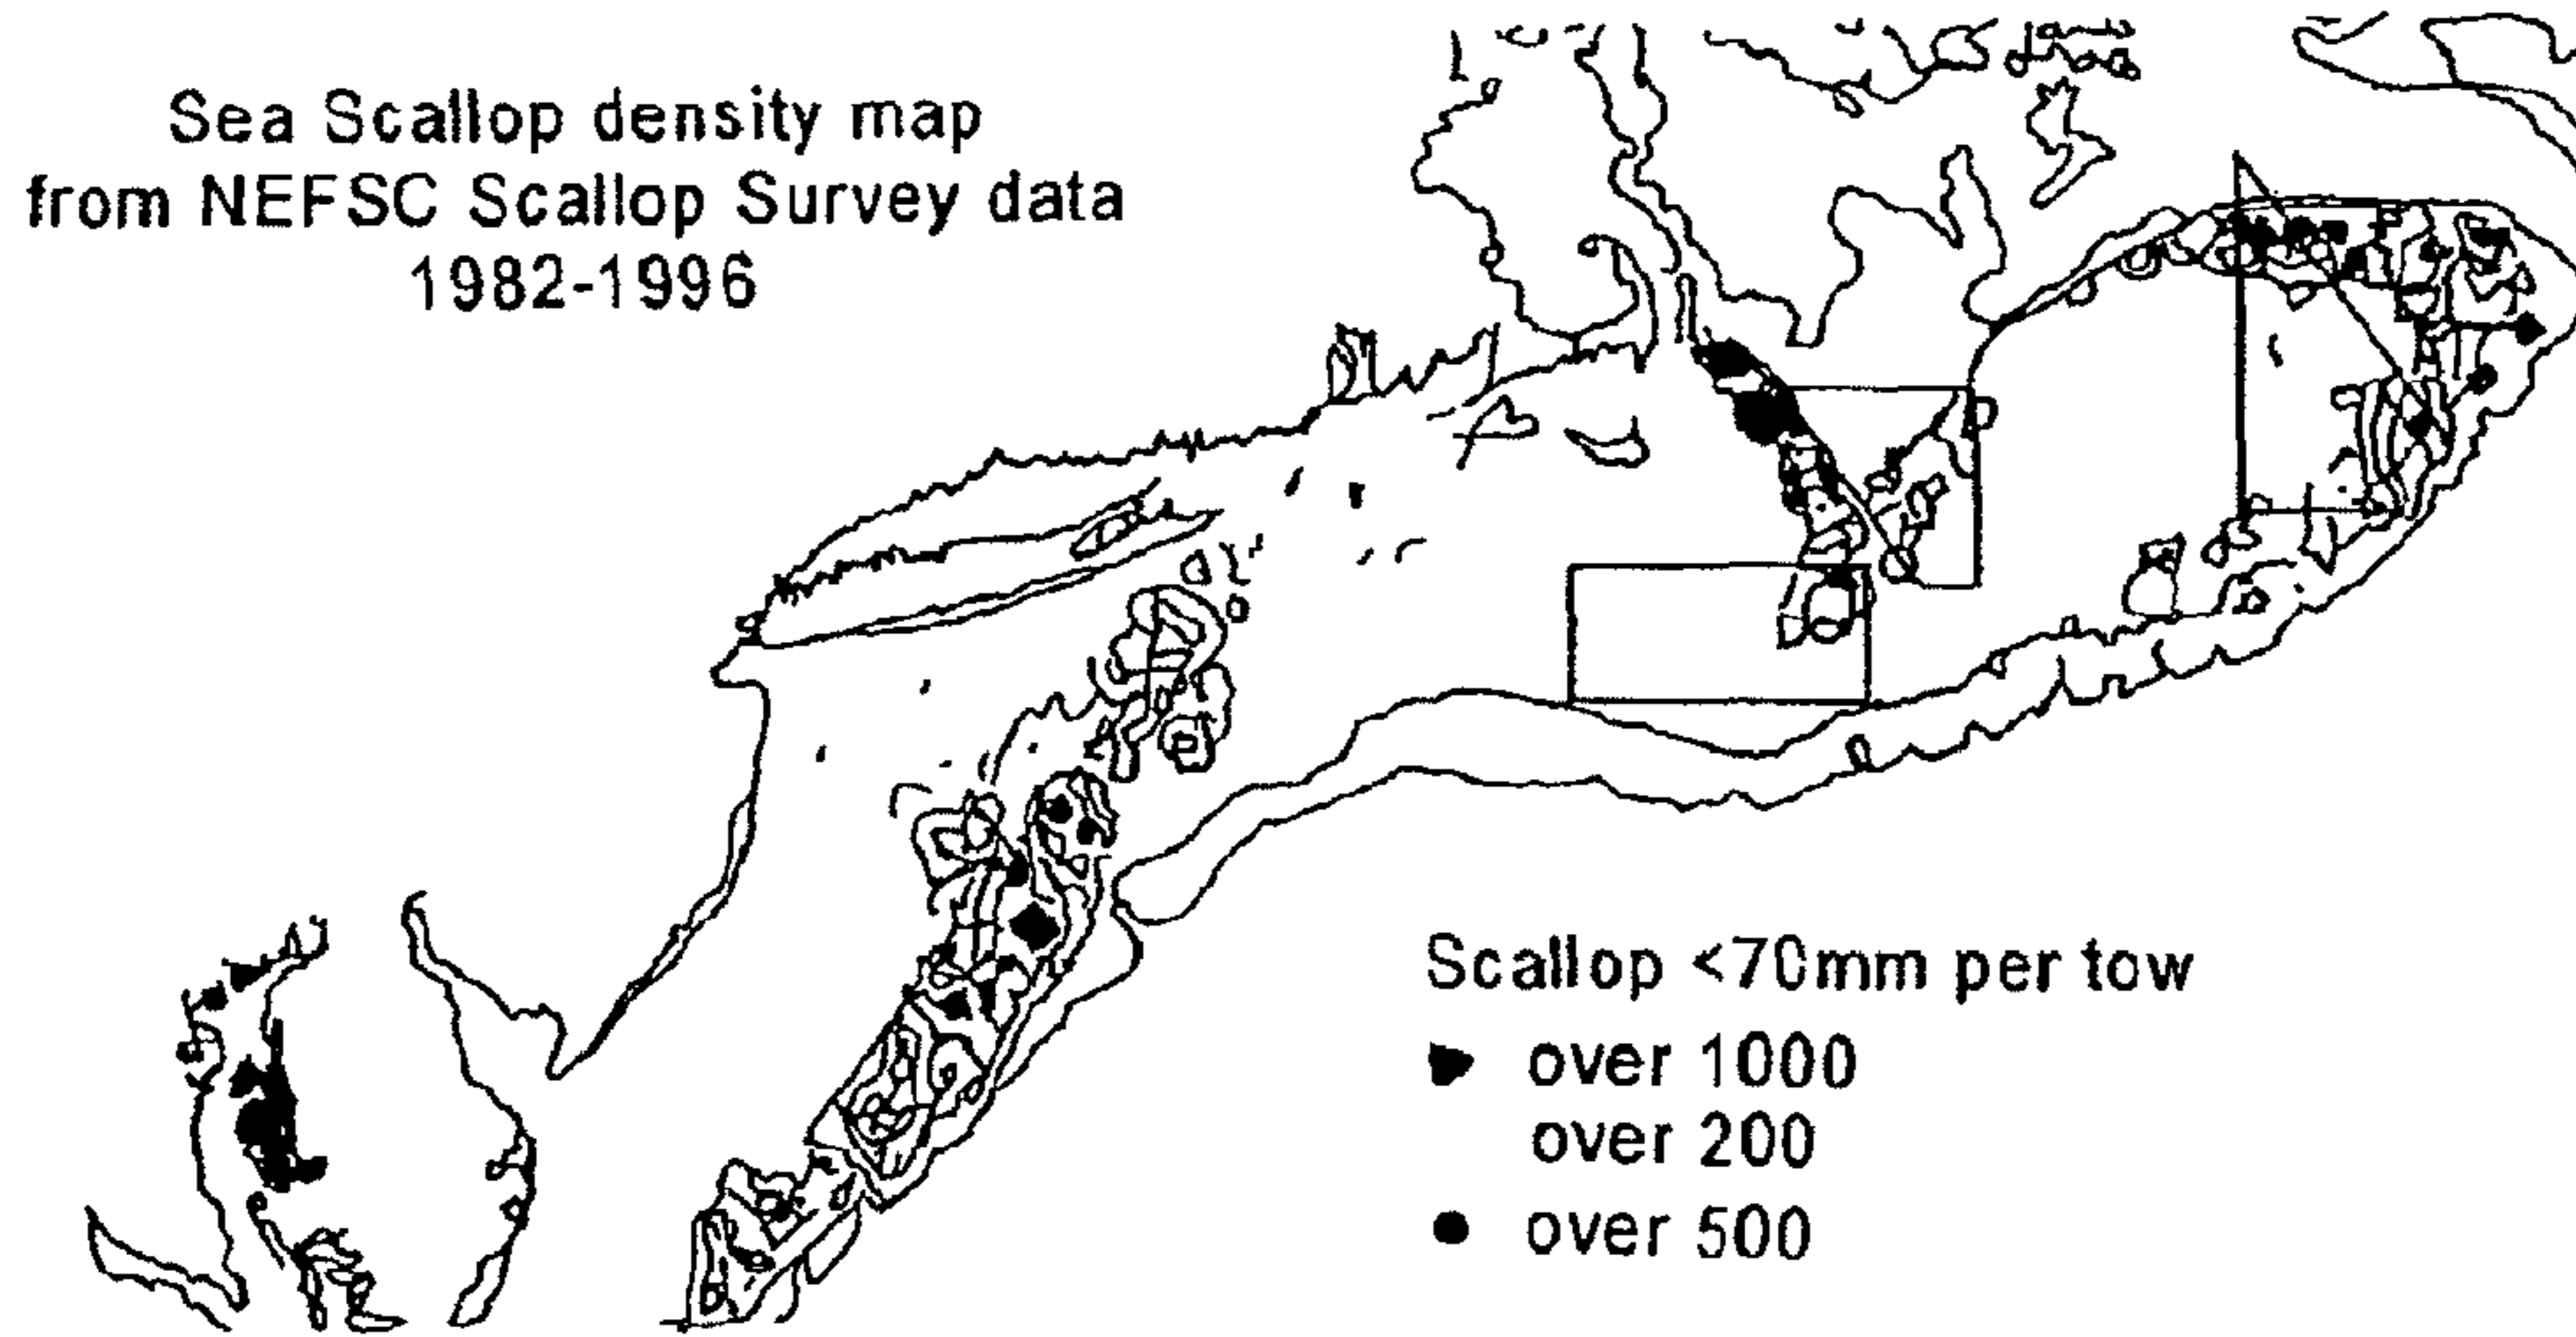 Sea Scallop density map
from NEFSC Scallop Survey data
1982-1996
Scallop <70mm per tow
over 1000
over 200
over 500